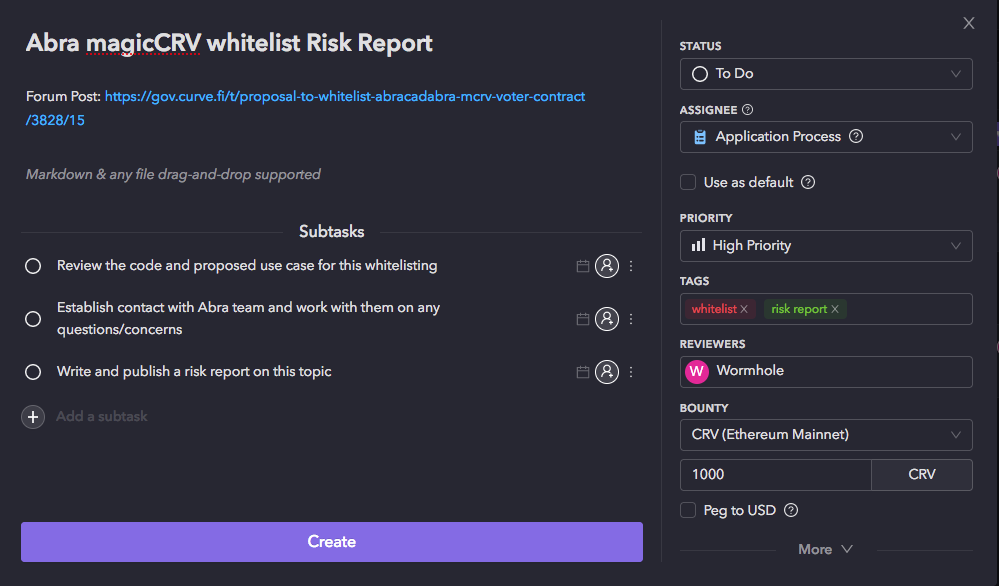 Abra magicCRV whitelist Risk Report
Forum Post: https://gov.curve.fi/t/proposal-to-whitelist-abracadabra-mcrv-voter-contract
/3828/15
Markdown & any file drag-and-drop supported
Subtasks
Review the code and proposed use case for this whitelisting
Establish contact with Abra team and work with them on any
questions/concerns
Write and publish a risk report on this topic
Add a subtask
Create
STATUS
To Do
ASSIGNEE
Application Process
Use as default
PRIORITY
High Priority
TAGS
whitelist X risk report X
REVIEWERS
W Wormhole
BOUNTY
CRV (Ethereum Mainnet)
1000 CRV
Peg to USD
More